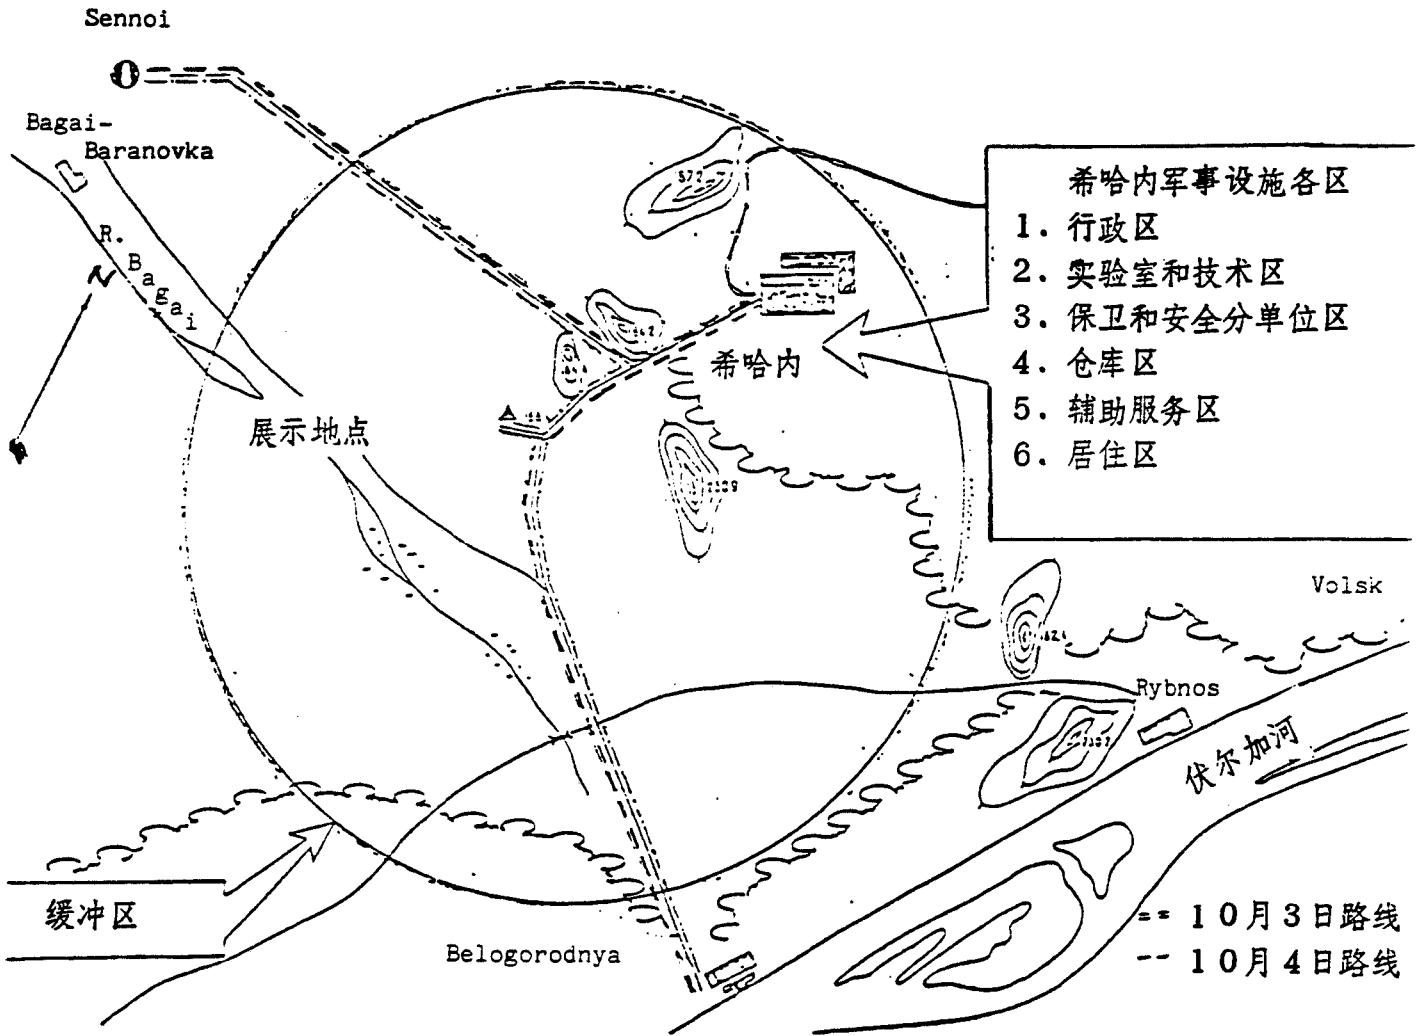 Sennoi
Bagai-
Baranovka
R. Bagai
希哈内军事设施各区
1. 行政区
2. 实验室和技术区
3. 保卫和安全分单位区
4. 仓库区
5. 辅助服务区
6. 居住区
希哈内
展示地点
572
Volsk
Rybnos
伏尔加河
缓冲区
Belogorodnya
== 10月3日路线
-- 10月4日路线